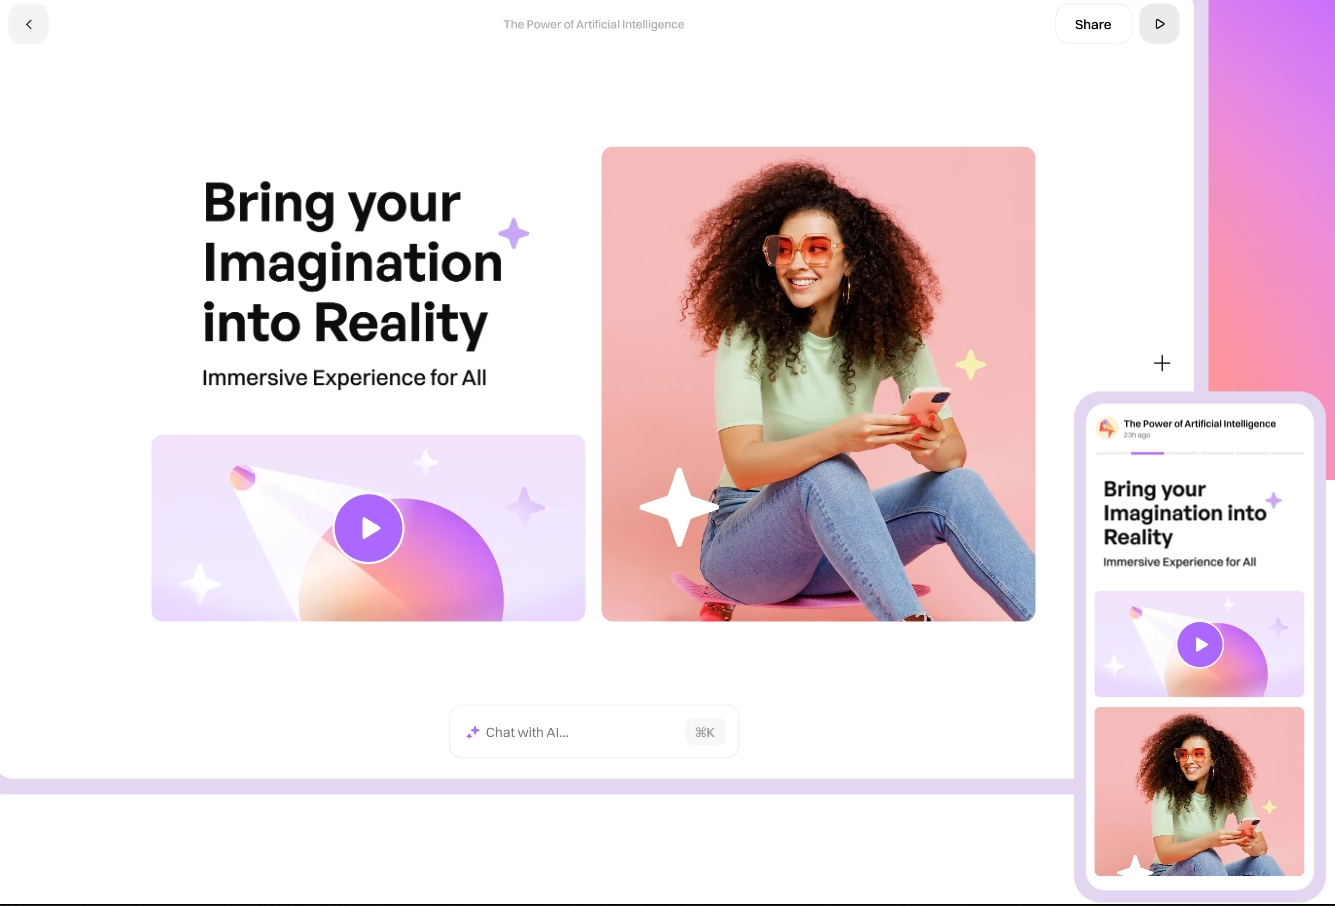 The Power of Artificial Intelligence
Share
Bring your
Imagination
into Reality
Immersive Experience for All
Chat with AI...
⌘K
The Power of Artificial Intelligence
23h ago
Bring your
Imagination into
Reality
Immersive Experience for All